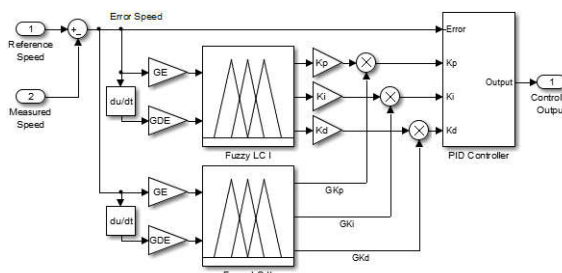 Error Speed
1
Reference
Speed
2
Measured
Speed
du/dt
GE
GDE
Fuzzy LC I
Kp
Ki
Kd
Error
Kp
Ki
Kd
Output
PID Controller
1
Control
Output
du/dt
GE
GDE
GKp
GKi
GKd